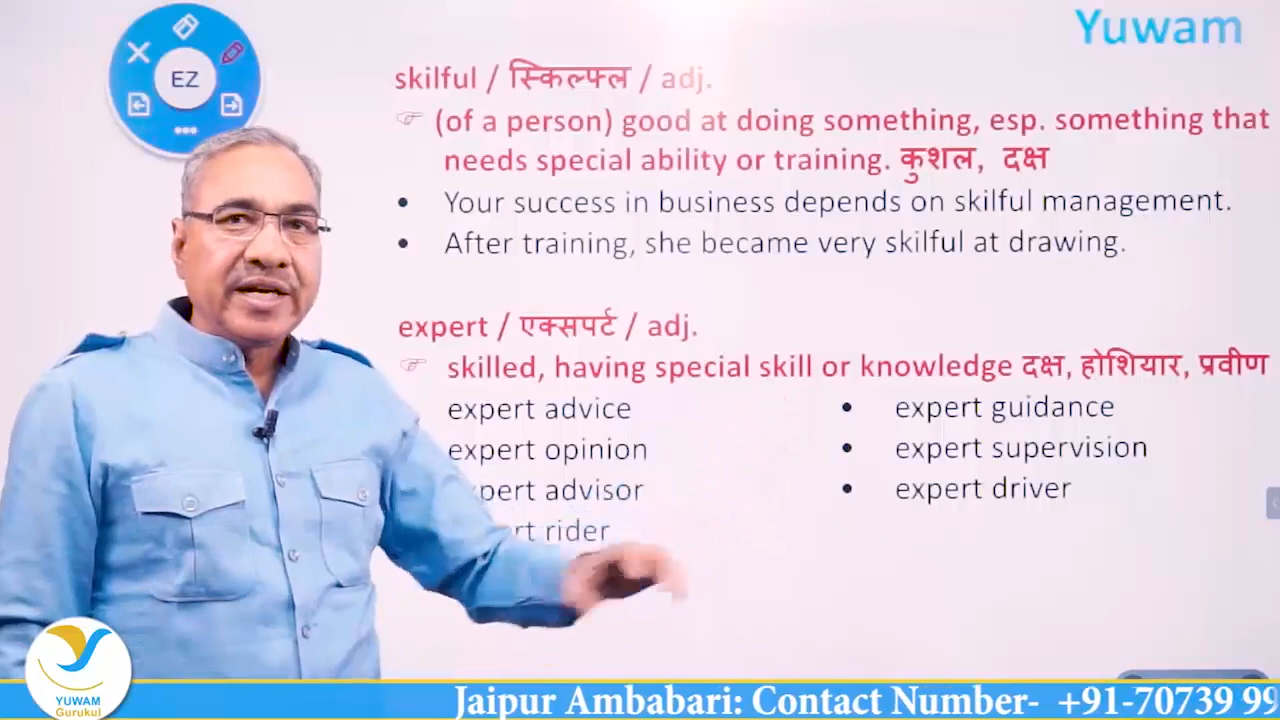 Yuwam
EZ
skilful / स्किल्फ्ल / adj.
(of a person) good at doing something, esp. something that
needs special ability or training. कुशल, दक्ष
• Your success in business depends on skilful management.
• After training, she became very skilful at drawing.
expert / एक्सपर्ट / adj.
skilled, having special skill or knowledge दक्ष, होशियार, प्रवीण
expert advice
• expert guidance
expert opinion
• expert supervision
pert advisor
• expert driver
rt rider
YUWAM
Gurukul
Jaipur Ambabari: Contact Number- +91-70739 99